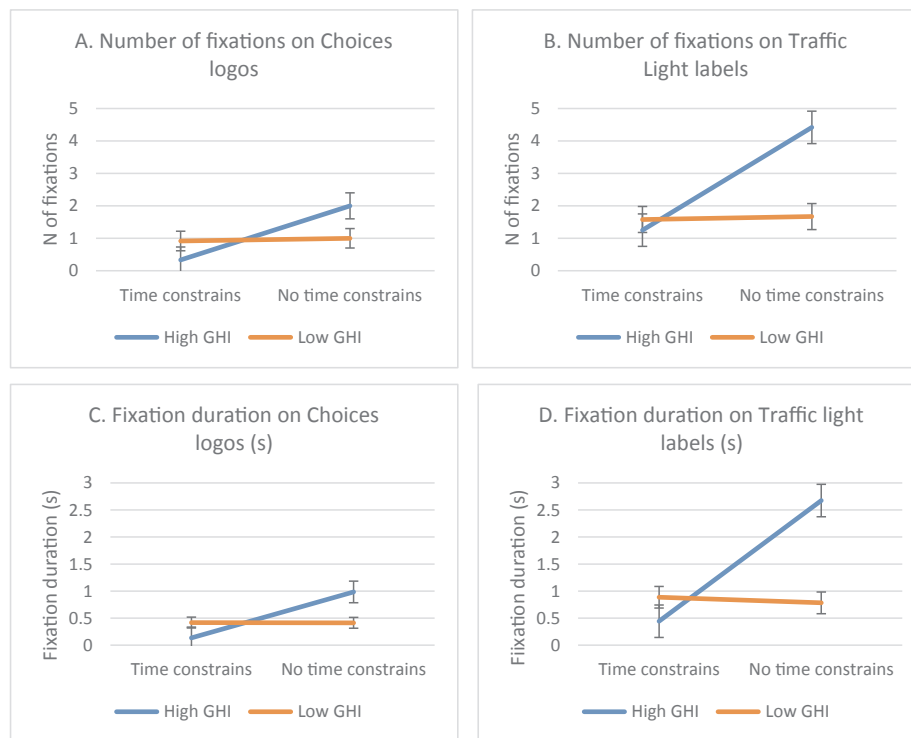 A. Number of fixations on Choices
logos
N of fixations
5
4
3
2
1
0
Time constrains No time constrains
High GHI Low GHI
B. Number of fixations on Traffic
Light labels
N of fixations
5
4
3
2
1
0
Time constrains No time constrains
High GHI Low GHI
C. Fixation duration on Choices
logos (s)
Fixation duration (s)
3
2.5
2
1.5
1
0.5
0
Time constrains No time constrains
High GHI Low GHI
D. Fixation duration on Traffic light
labels (s)
Fiixation duration (s)
3
2.5
2
1.5
1
0.5
0
Time constrains No time constrains
High GHI Low GHI